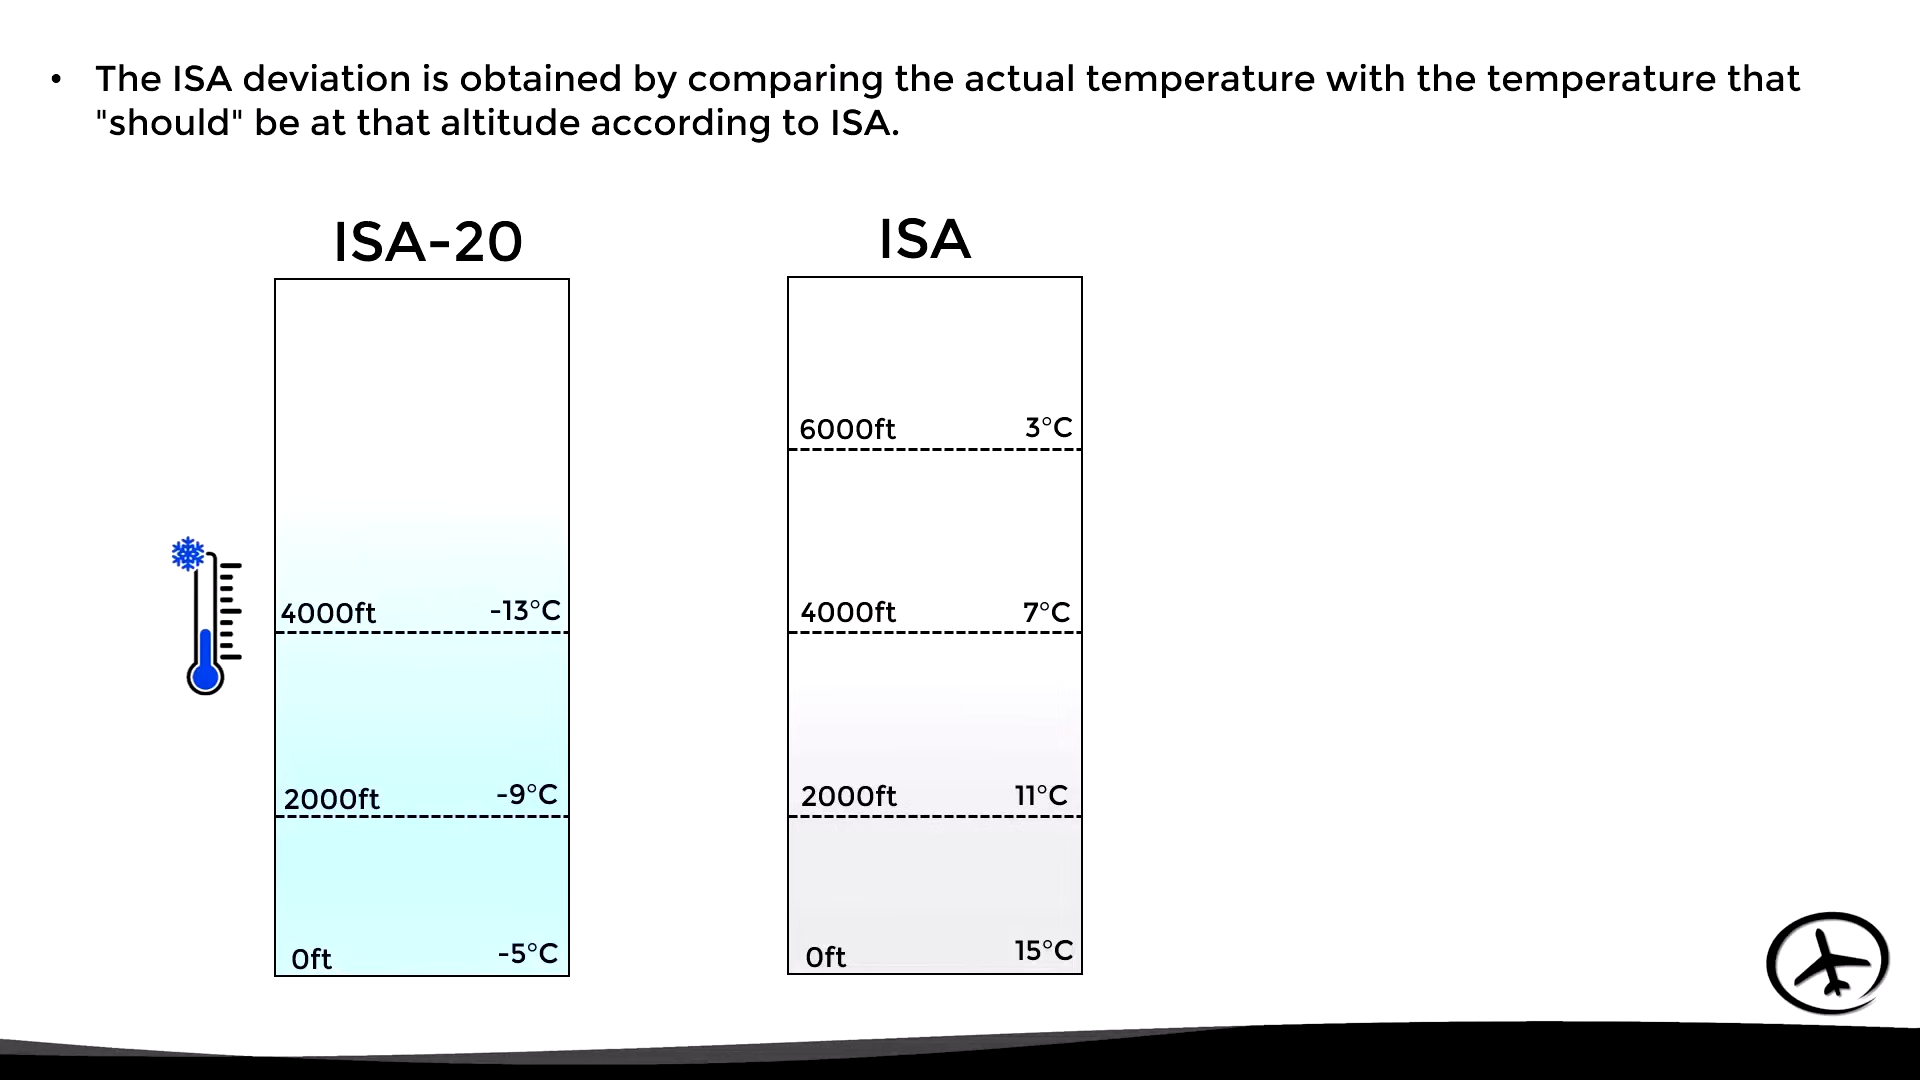 • The ISA deviation is obtained by comparing the actual temperature with the temperature that
"should" be at that altitude according to ISA.
ISA-20
4000ft -13°C
2000ft -9°C
0ft -5°C
ISA
6000ft 3°C
4000ft 7°C
2000ft 11°C
0ft 15°C